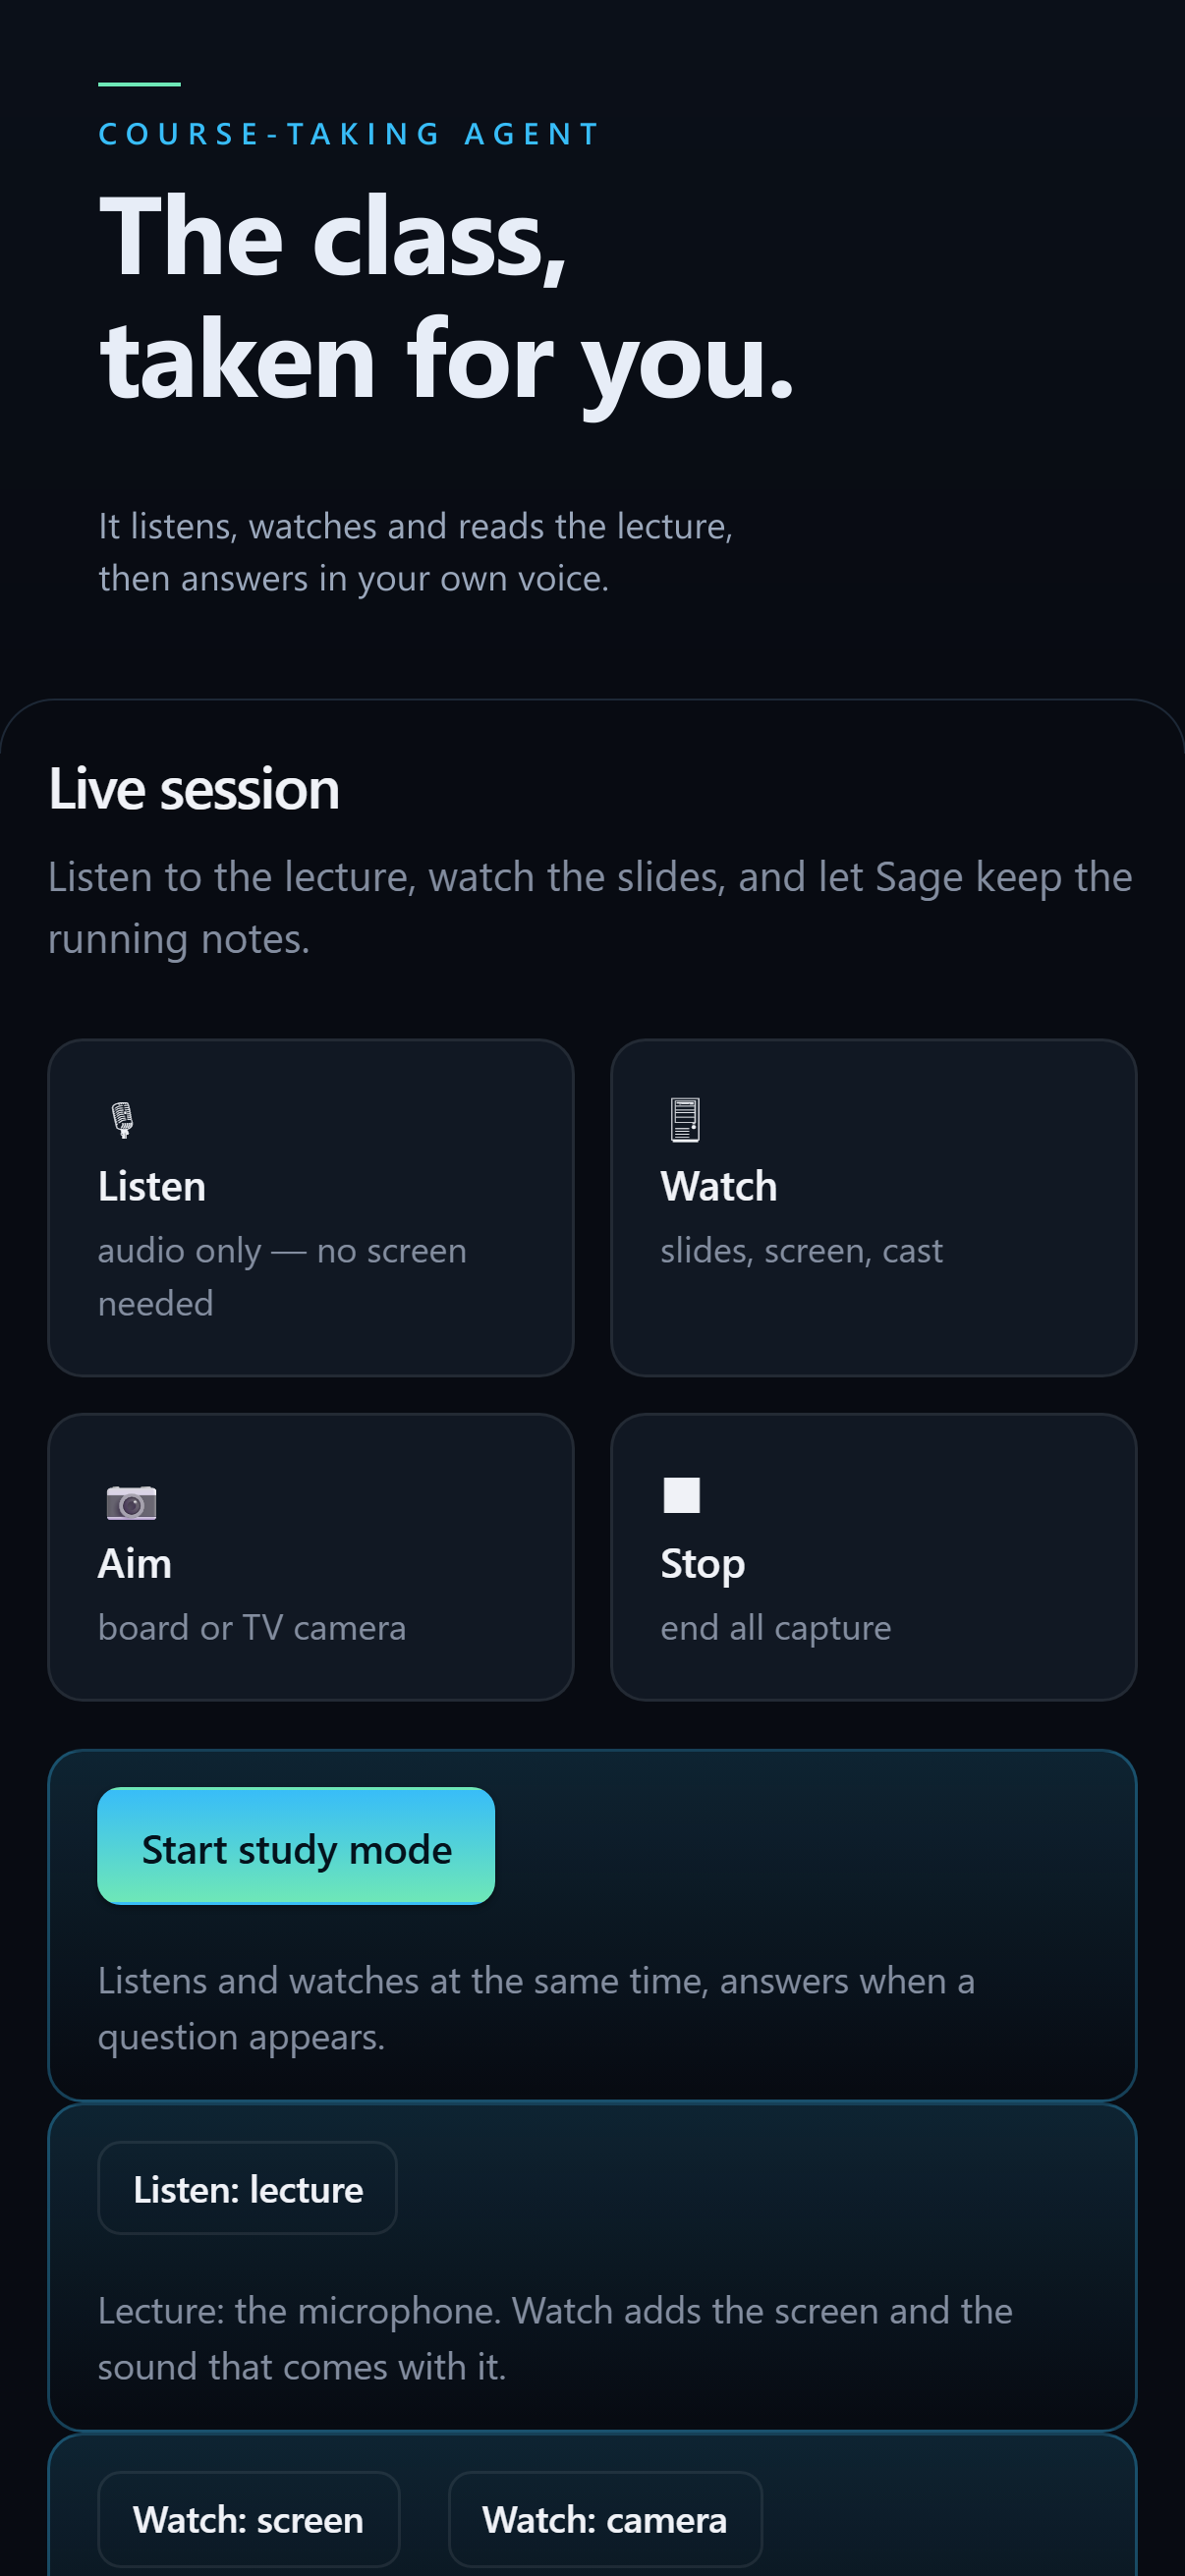 COURSE-TAKING AGENT
The class,
taken for you.
It listens, watches and reads the lecture,
then answers in your own voice.
Live session
Listen to the lecture, watch the slides, and let Sage keep the
running notes.
Listen
audio only — no screen
needed
Watch
slides, screen, cast
Aim
board or TV camera
Stop
end all capture
Start study mode
Listens and watches at the same time, answers when a
question appears.
Listen: lecture
Lecture: the microphone. Watch adds the screen and the
sound that comes with it.
Watch: screen
Watch: camera